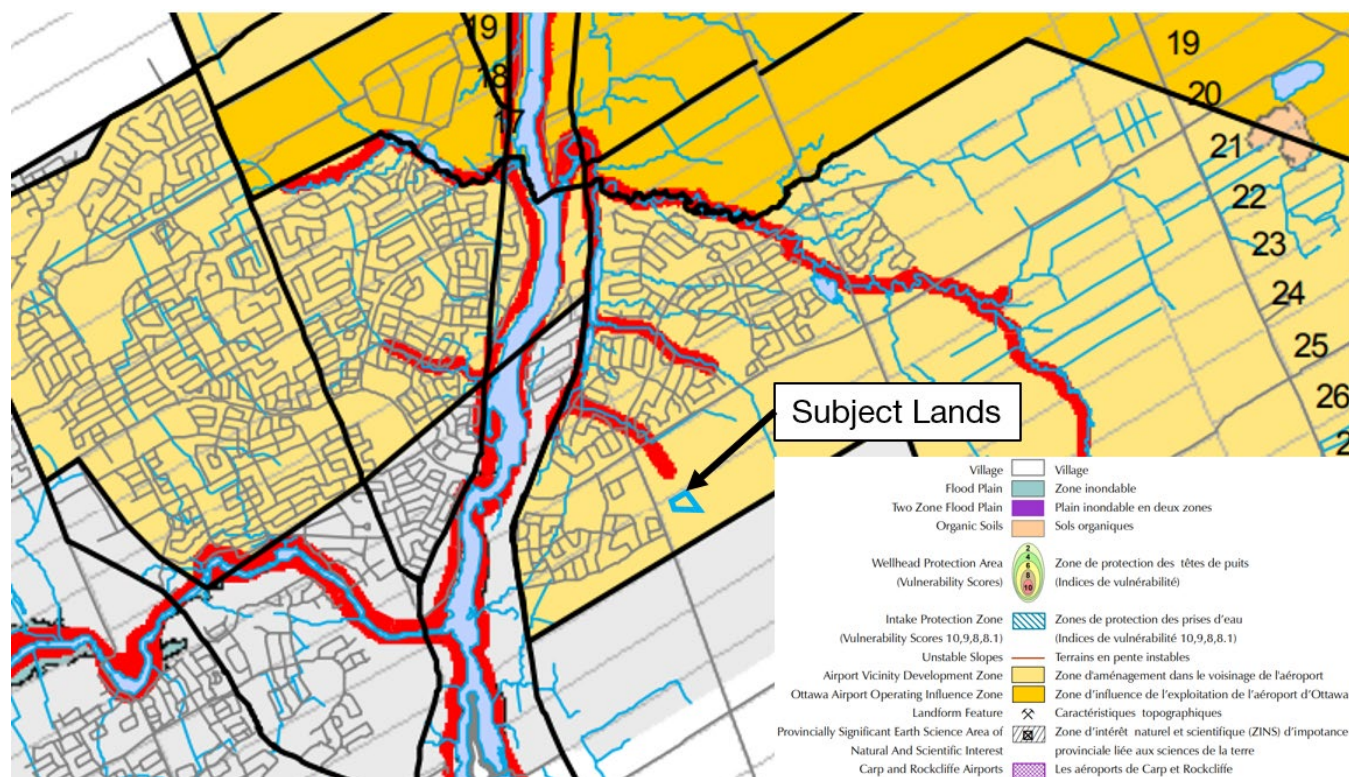 19
18
17
19
20
21
22
23
24
25
26
2
Subject Lands
Village Village
Flood Plain Zone inondable
Two Zone Flood Plain Plain inondable en deux zones
Organic Soils Sols organiques
2
4
6
8
10
Wellhead Protection Area Zone de protection des têtes de puits
(Vulnerability Scores) (Indices de vulnérabilité)
Intake Protection Zone Zones de protection des prises d'eau
(Vulnerability Scores 10,9,8,8.1) (Indices de vulnérabilité 10,9,8,8.1)
Unstable Slopes Terrains en pente instables
Airport Vicinity Development Zone Zone d'aménagement dans le voisinage de l'aéroport
Ottawa Airport Operating Influence Zone Zone d'influence de l'exploitation de l'aéroport d'Ottawa
Landform Feature Caractéristiques topographiques
Provincially Significant Earth Science Area of Zone d'intérêt naturel et scientifique (ZINS) d'impotance
Natural And Scientific Interest provinciale liée aux sciences de la terre
Carp and Rockcliffe Airports Les aéroports de Carp et Rockliffe